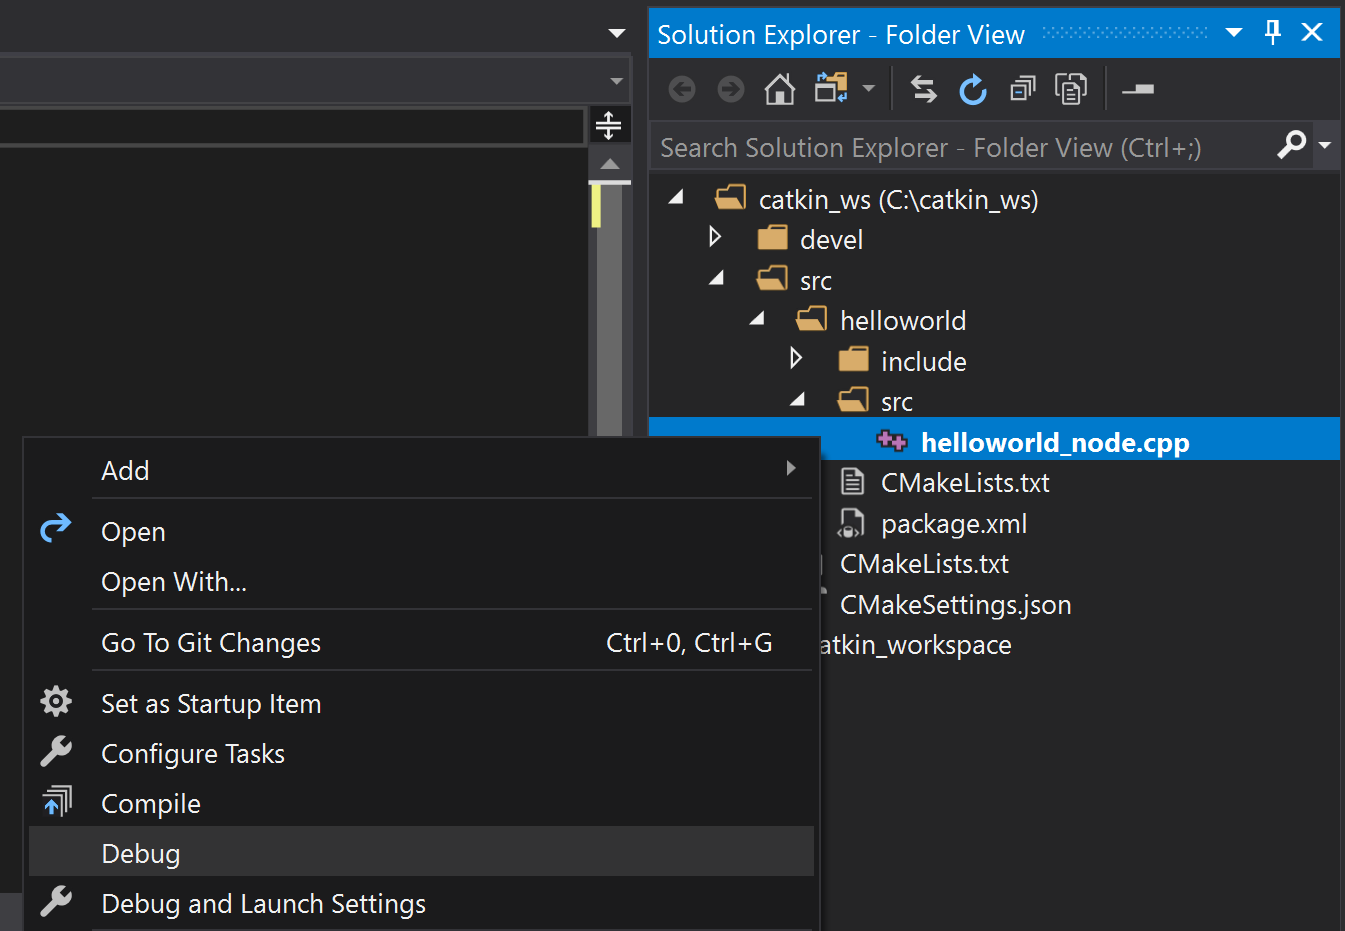 Solution Explorer - Folder View
Search Solution Explorer - Folder View (Ctrl+;)
catkin_ws (C:\catkin_ws)
devel
src
helloworld
include
src
helloworld_node.cpp
CMakeLists.txt
package.xml
CMakeLists.txt
CMakeSettings.json
atkin_workspace
Add
Open
Open With...
Go To Git Changes Ctrl+0, Ctrl+G
Set as Startup Item
Configure Tasks
Compile
Debug
Debug and Launch Settings